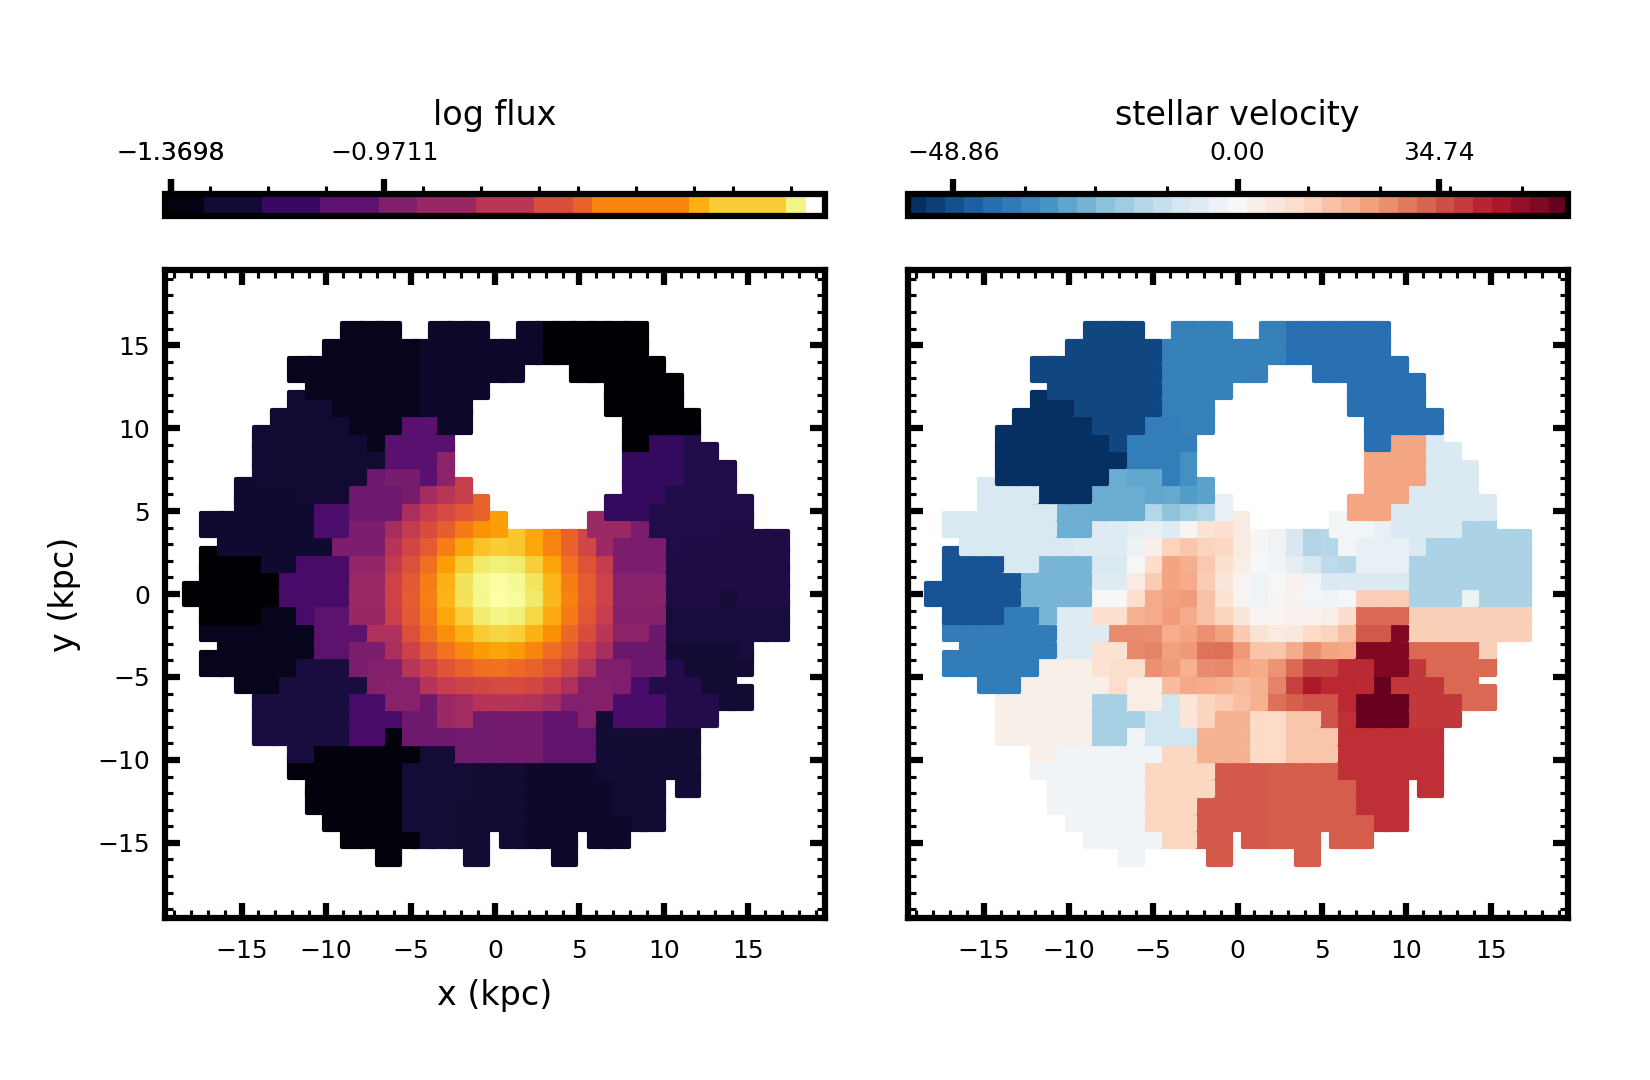 log flux
stellar velocity
−1.3698 −0.9711
−48.86 0.00 34.74
15
10
5
0
−5
−10
−15
y (kpc)
−15 −10 −5 0 5 10 15
−15 −10 −5 0 5 10 15
x (kpc)